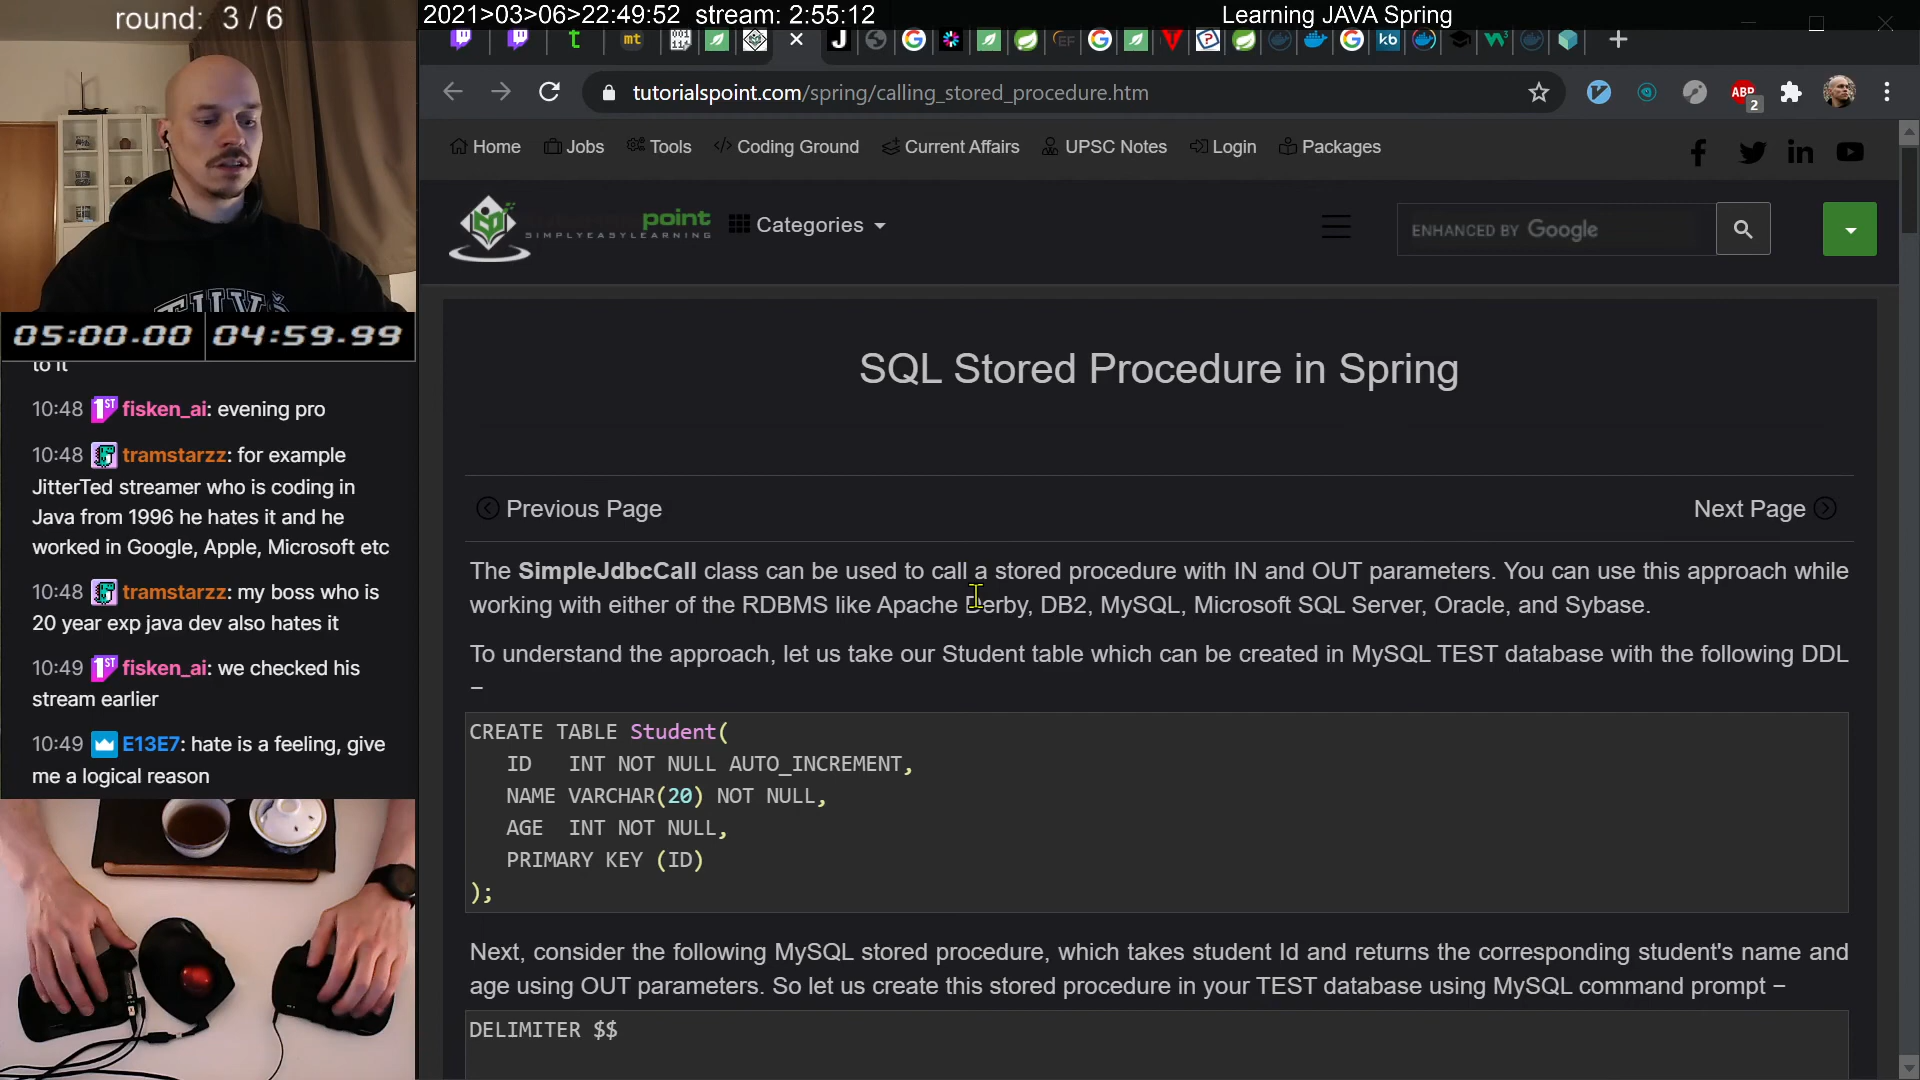 round: 3 / 6
2021>03>06>22:49:52 stream: 2:55:12
Learning JAVA Spring
tutorialspoint.com/spring/calling_stored_procedure.htm
ABP
2
Home Jobs Tools Coding Ground Current Affairs UPSC Notes Login Packages
point
SIMPLYEASYLEARNING
Categories
ENHANCED BY Google
05:00.00 04:59.99
to it
10:48 fisken_ai: evening pro
10:48 tramstarzz: for example
JitterTed streamer who is coding in
Java from 1996 he hates it and he
worked in Google, Apple, Microsoft etc
10:48 tramstarzz: my boss who is
20 year exp java dev also hates it
10:49 fisken_ai: we checked his
stream earlier
10:49 E13E7: hate is a feeling, give
me a logical reason
SQL Stored Procedure in Spring
Previous Page
Next Page
The SimpleJdbcCall class can be used to call a stored procedure with IN and OUT parameters. You can use this approach while
working with either of the RDBMS like Apache Derby, DB2, MySQL, Microsoft SQL Server, Oracle, and Sybase.
To understand the approach, let us take our Student table which can be created in MySQL TEST database with the following DDL
−
CREATE TABLE Student(
ID INT NOT NULL AUTO_INCREMENT,
NAME VARCHAR(20) NOT NULL,
AGE INT NOT NULL,
PRIMARY KEY (ID)
);
Next, consider the following MySQL stored procedure, which takes student Id and returns the corresponding student's name and
age using OUT parameters. So let us create this stored procedure in your TEST database using MySQL command prompt −
DELIMITER $$